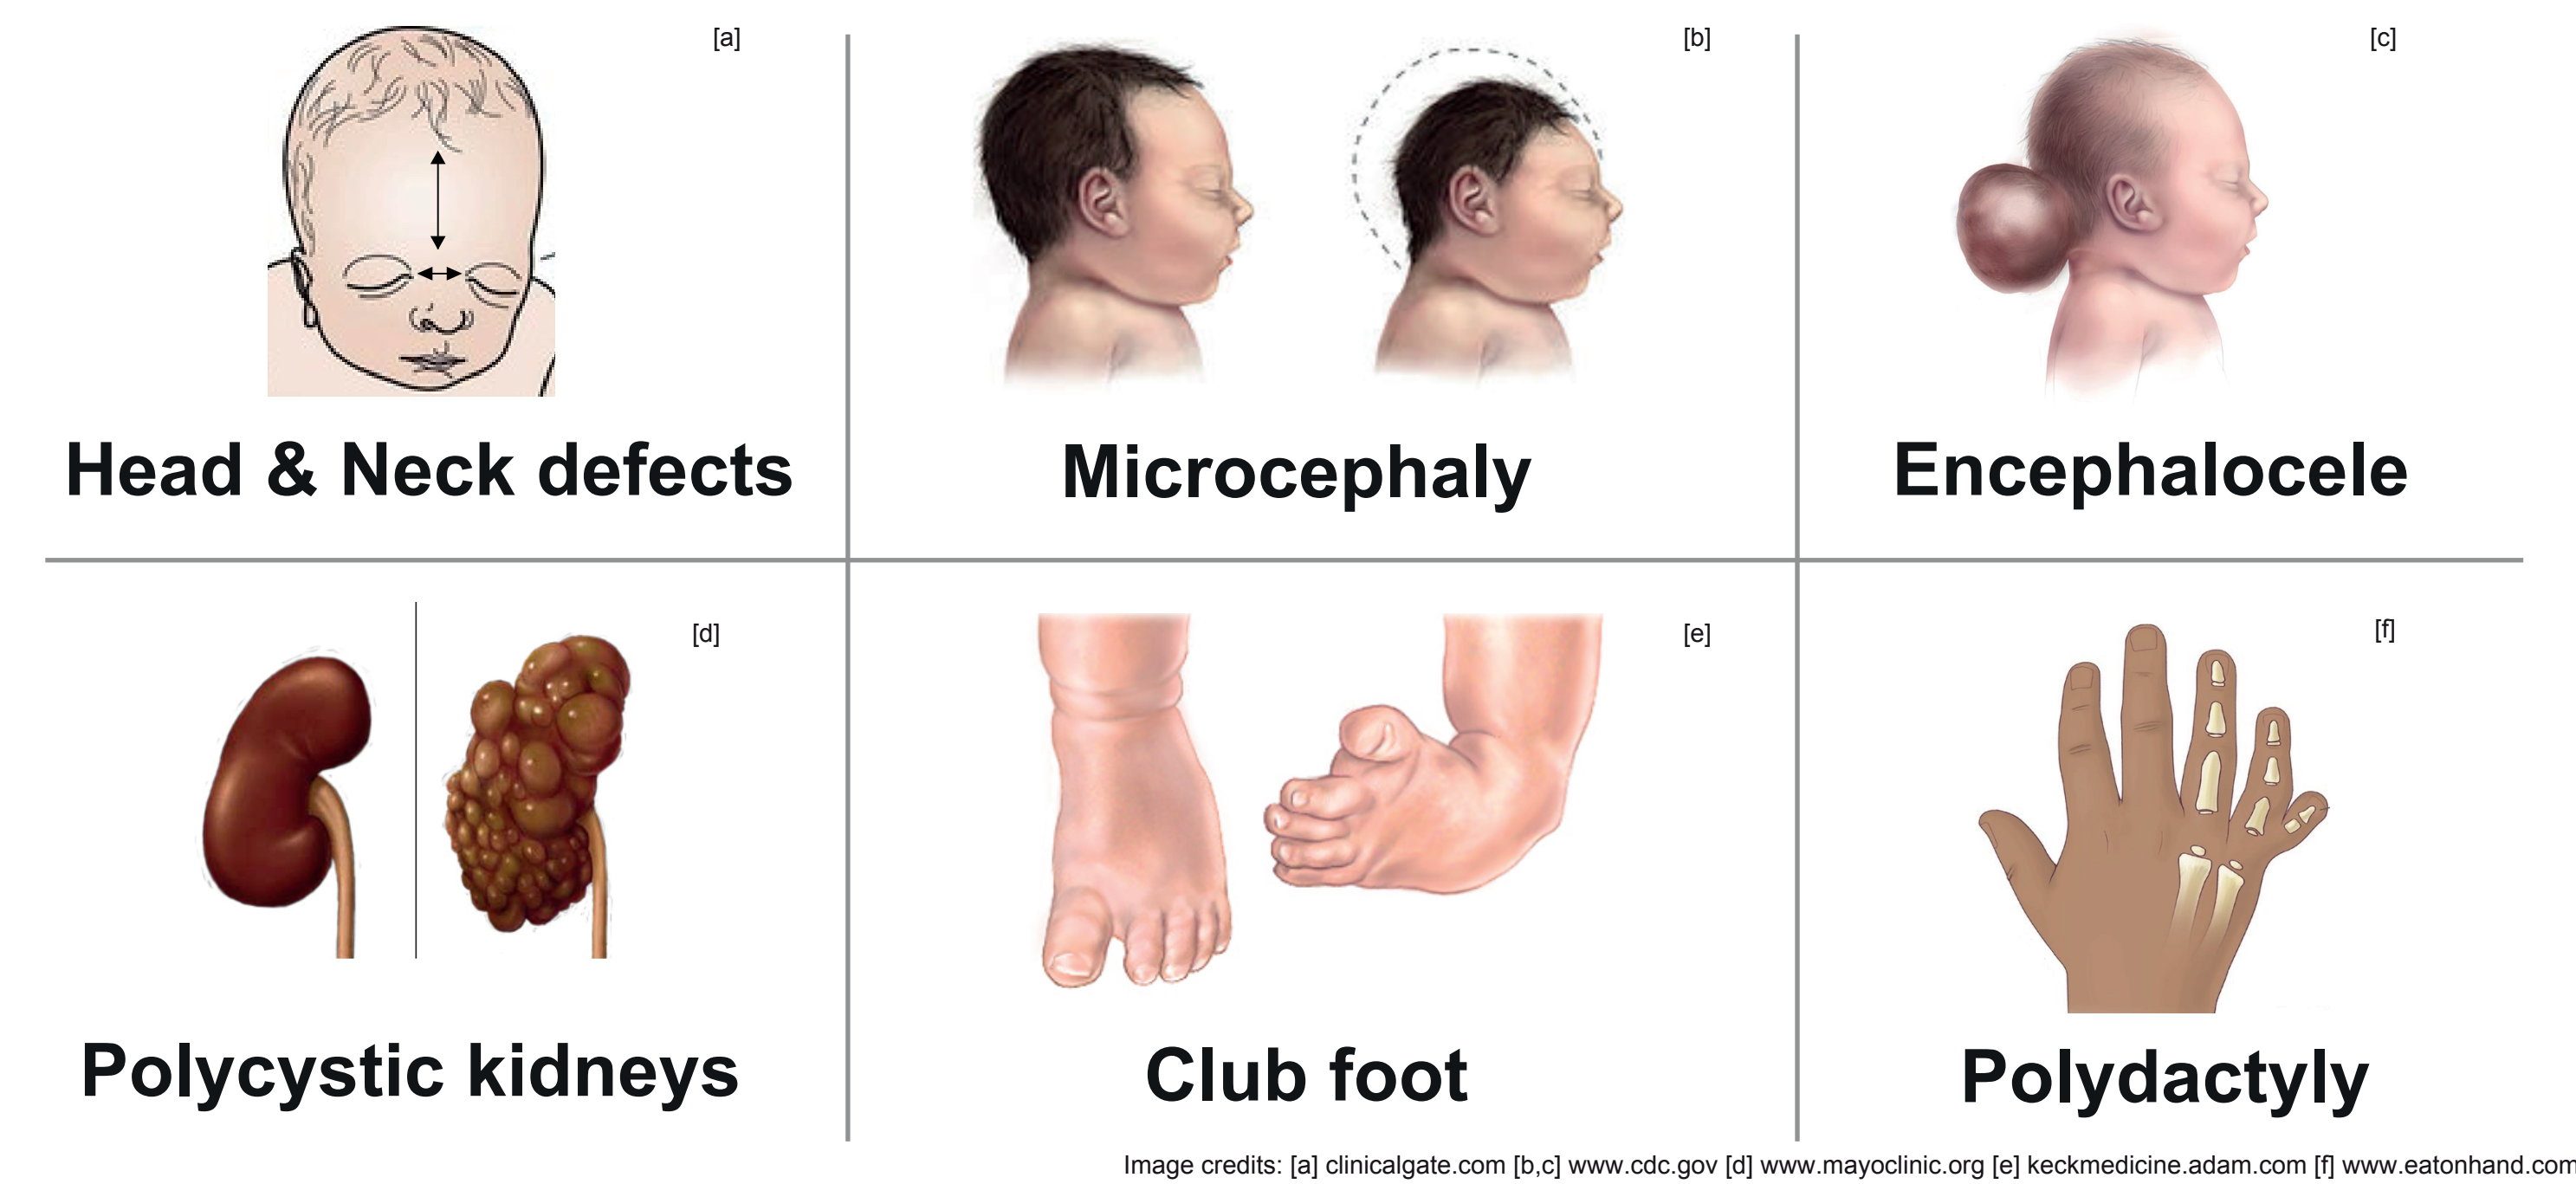 [a]
[b]
[c]
Head & Neck defects
Microcephaly
Encephalocele
[d]
[e]
[f]
Polycystic kidneys
Club foot
Polydactyly
Image credits: [a] clinicalgate.com [b,c] www.cdc.gov [d] www.mayoclinic.org [e] keckmedicine.adam.com [f] www.eatonhand.com